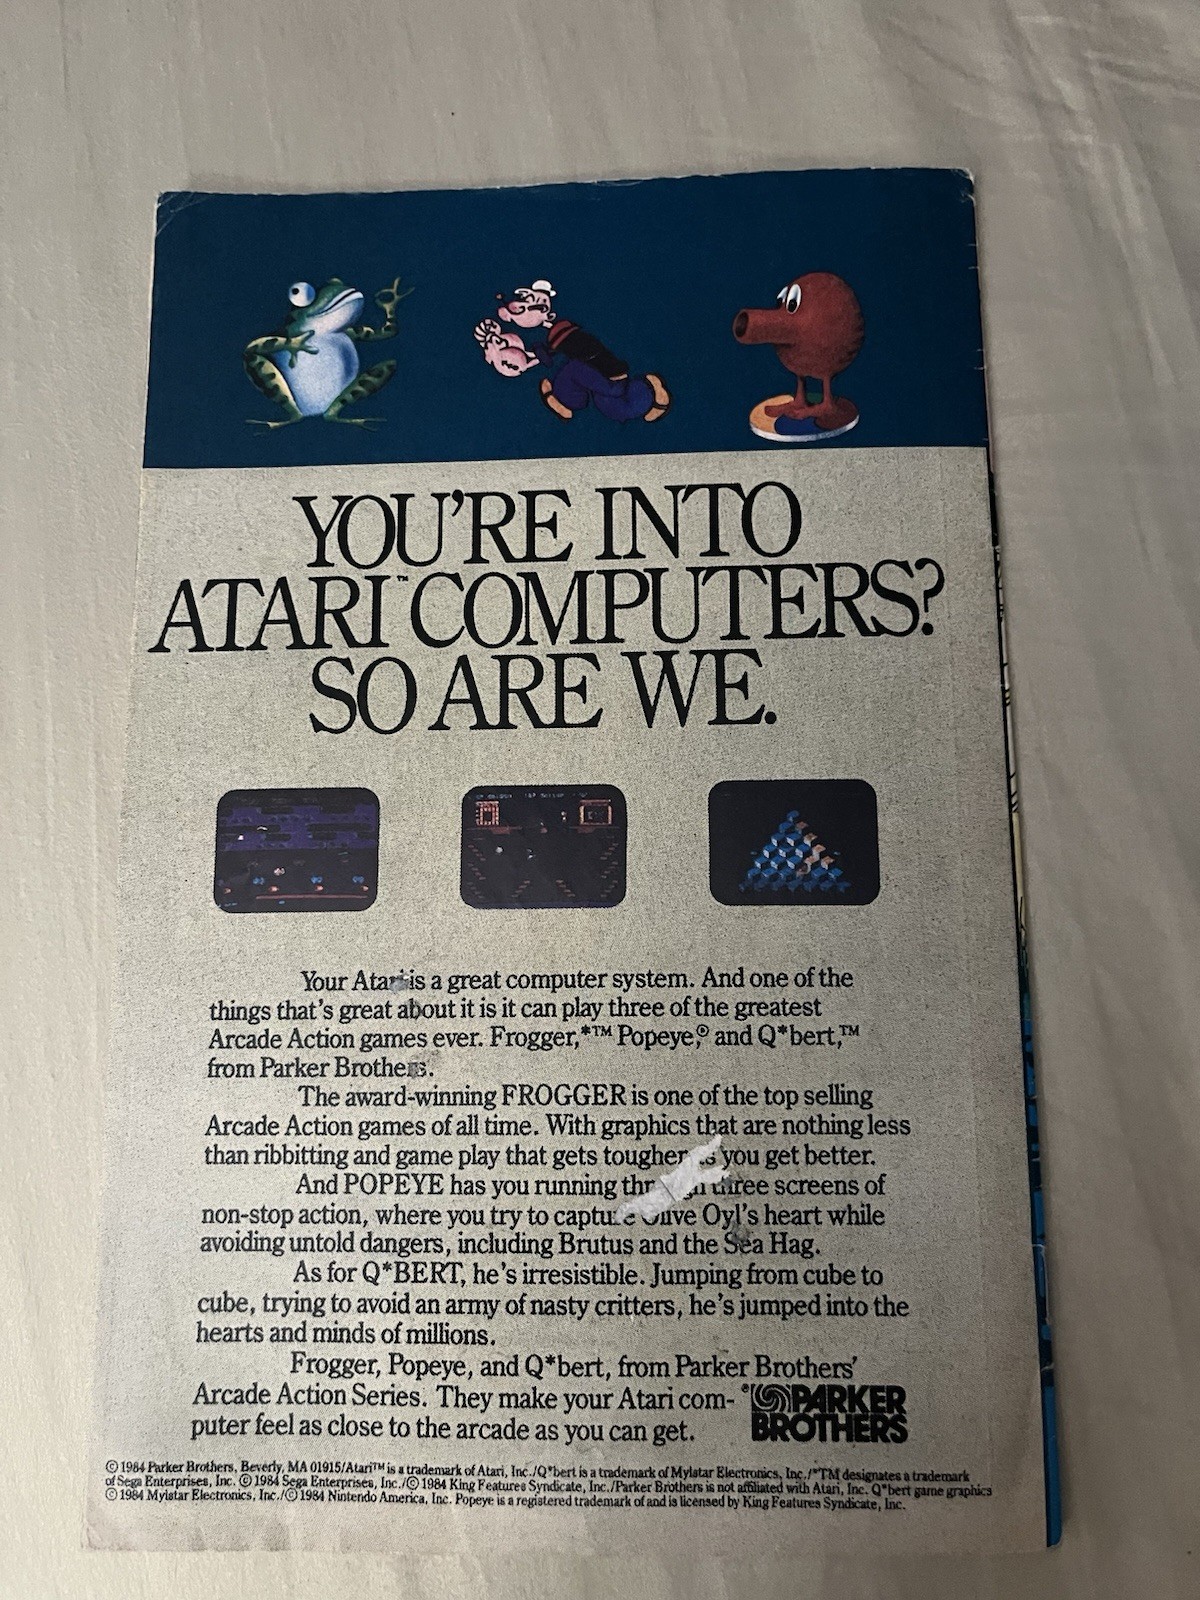 YOU'RE INTO
ATARI™ COMPUTERS?
SO ARE WE.
Your Atari is a great computer system. And one of the
things that's great about it is it can play three of the greatest
Arcade Action games ever. Frogger,*™ Popeye,® and Q*bert,™
from Parker Brothers.
The award-winning FROGGER is one of the top selling
Arcade Action games of all time. With graphics that are nothing less
than ribbitting and game play that gets tougher as you get better.
And POPEYE has you running through three screens of
non-stop action, where you try to capture Olive Oyl's heart while
avoiding untold dangers, including Brutus and the Sea Hag.
As for Q*BERT, he's irresistible. Jumping from cube to
cube, trying to avoid an army of nasty critters, he's jumped into the
hearts and minds of millions.
Frogger, Popeye, and Q*bert, from Parker Brothers'
Arcade Action Series. They make your Atari com-
puter feel as close to the arcade as you can get.
® PARKER
BROTHERS
© 1984 Parker Brothers, Beverly, MA 01915/Atari™ is a trademark of Atari, Inc./Q*bert is a trademark of Mylstar Electronics, Inc./*TM designates a trademark
of Sega Enterprises, Inc. © 1984 Sega Enterprises, Inc./© 1984 King Features Syndicate, Inc./Parker Brothers is not affiliated with Atari, Inc. Q*bert game graphics
© 1984 Mylstar Electronics, Inc./© 1984 Nintendo America, Inc. Popeye is a registered trademark of and is licensed by King Features Syndicate, Inc.